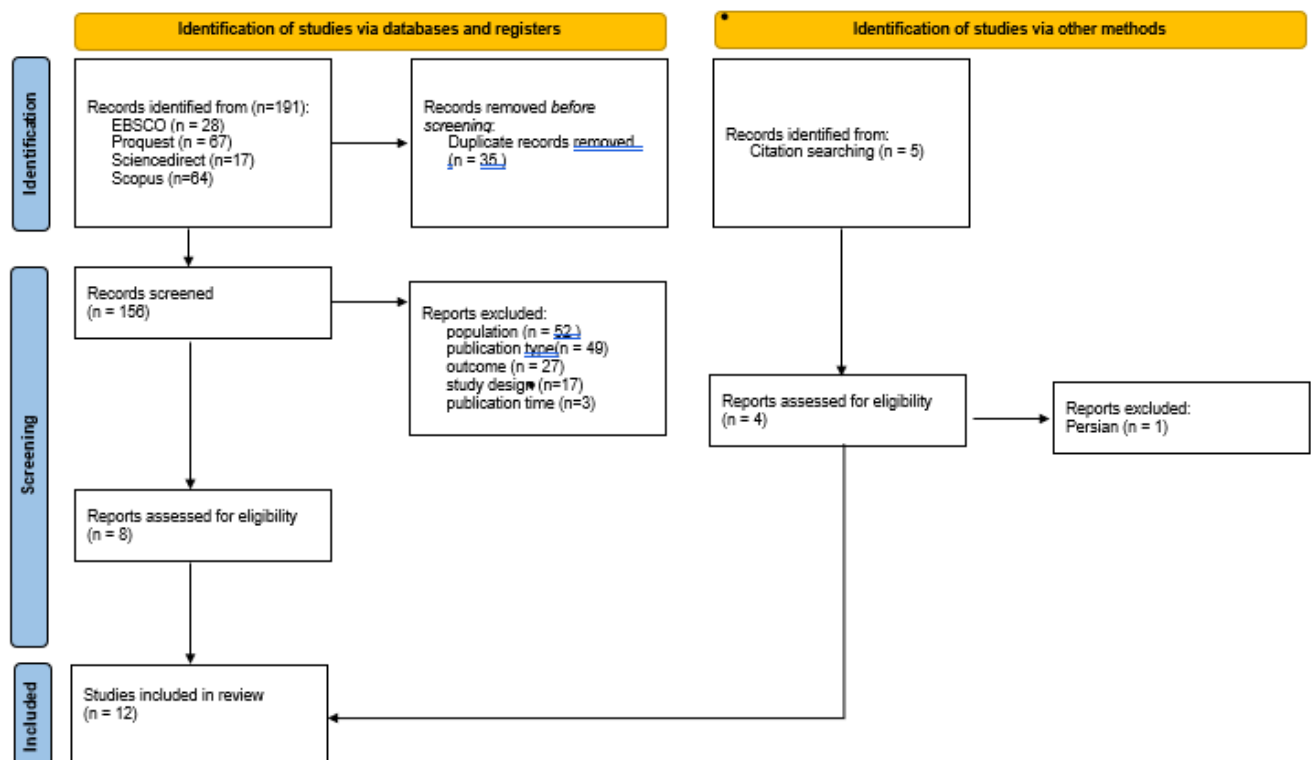 Identification of studies via databases and registers
Identification of studies via other methods
Identification
Records identified from (n=191):
EBSCO (n = 28)
Proquest (n = 67)
Sciencedirect (n=17)
Scopus (n=64)
Records removed before
screening:
Duplicate records removed
(n = 35 )
Records identified from:
Citation searching (n = 5)
Screening
Records screened
(n = 156)
Reports excluded:
population (n = 52 )
publication type(n = 49)
outcome (n = 27)
study design (n=17)
publication time (n=3)
Reports assessed for eligibility
(n = 4)
Reports excluded:
Persian (n = 1)
Reports assessed for eligibility
(n = 8)
Included
Studies included in review
(n = 12)